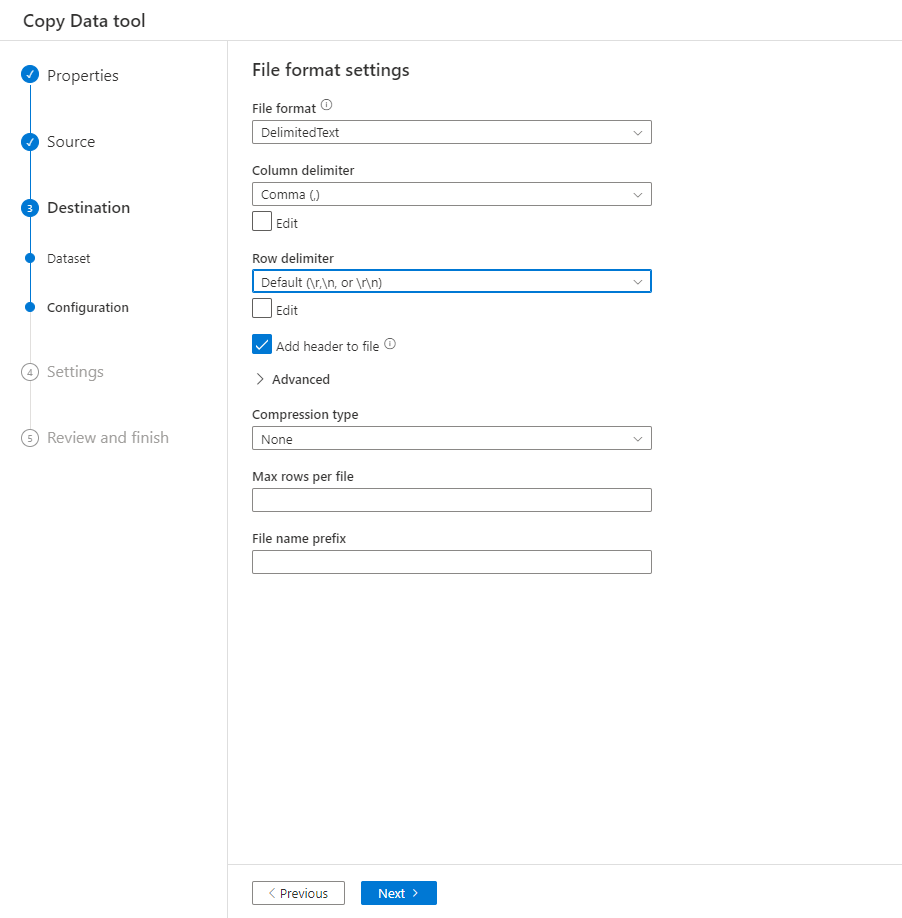 Copy Data tool
Properties
Source
3 Destination
Dataset
Configuration
4 Settings
5 Review and finish
File format settings
File format
DelimitedText
Column delimiter
Comma (,)
Edit
Row delimiter
Default (\r,\n, or \r\n)
Edit
Add header to file
Advanced
Compression type
None
Max rows per file
File name prefix
Previous
Next